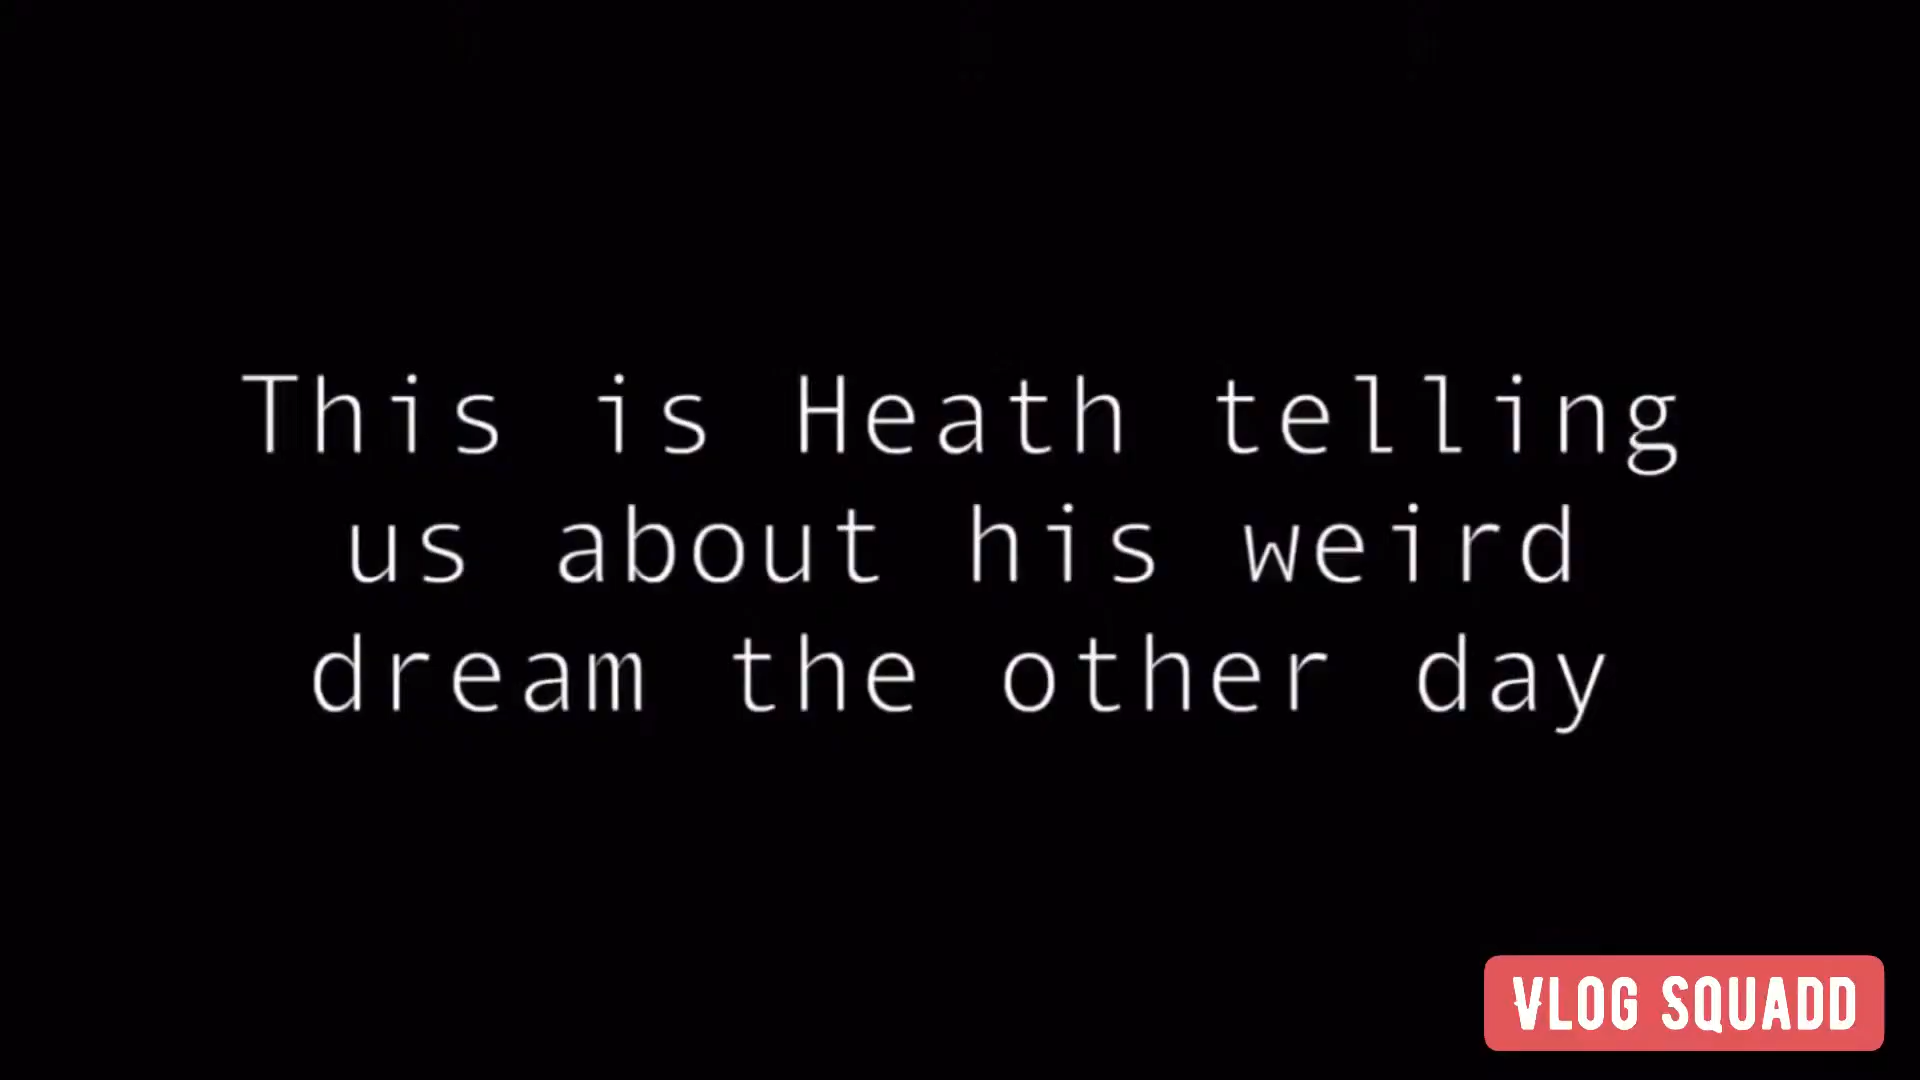 This is Heath telling
us about his weird
dream the other day
VLOG SQUADD